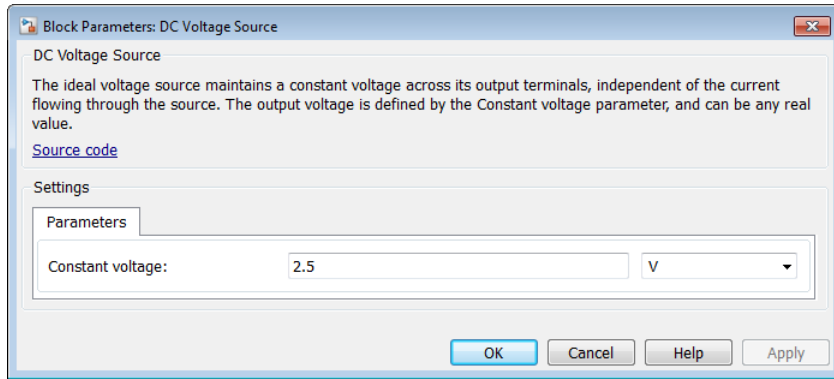 Block Parameters: DC Voltage Source
DC Voltage Source
The ideal voltage source maintains a constant voltage across its output terminals, independent of the current
flowing through the source. The output voltage is defined by the Constant voltage parameter, and can be any real
value.
Source code
Settings
Parameters
Constant voltage: 2.5 V
OK Cancel Help Apply